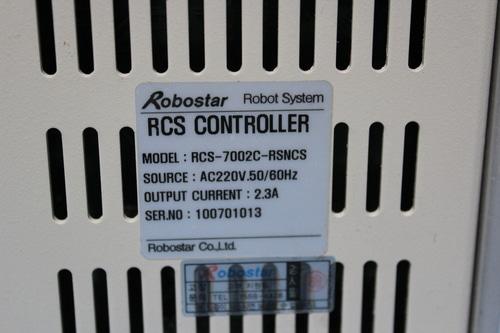 Robostar Robot System
RCS CONTROLLER
MODEL : RCS-7002C-RSNCS
SOURCE : AC220V.50/60Hz
OUTPUT CURRENT : 2.3A
SER.NO : 100701013
Robostar Co.,Ltd.
Robostar
TEL